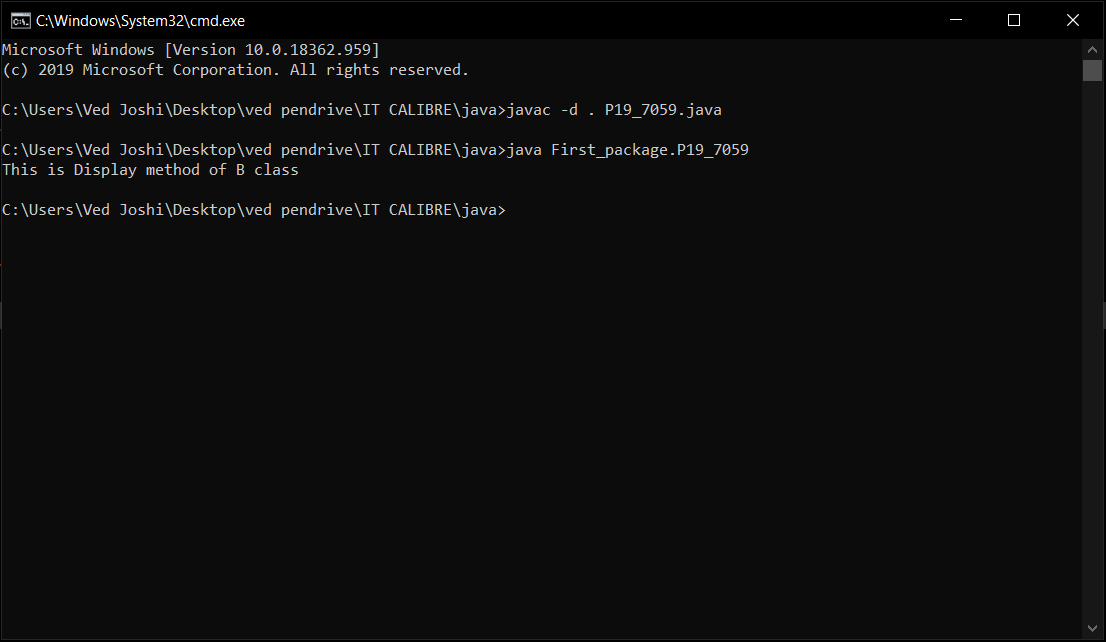 C:\Windows\System32\cmd.exe
Microsoft Windows [Version 10.0.18362.959]
(c) 2019 Microsoft Corporation. All rights reserved.
C:\Users\Ved Joshi\Desktop\ved pendrive\IT CALIBRE\java>javac -d . P19_7059.java
C:\Users\Ved Joshi\Desktop\ved pendrive\IT CALIBRE\java>java First_package.P19_7059
This is Display method of B class
C:\Users\Ved Joshi\Desktop\ved pendrive\IT CALIBRE\java>